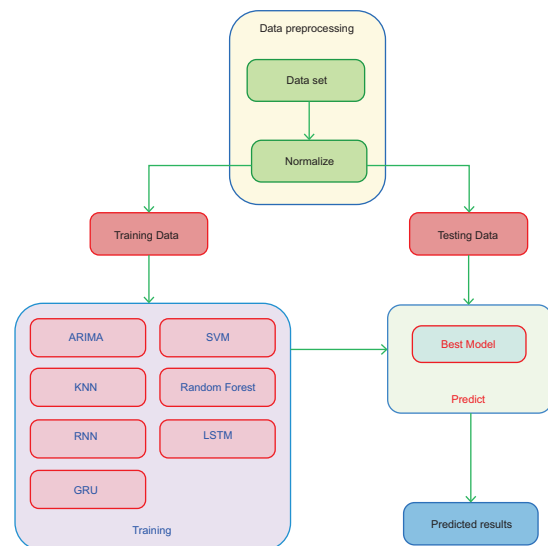 Data preprocessing
Data set
Normalize
Training Data
Testing Data
ARIMA
SVM
KNN
Random Forest
RNN
LSTM
GRU
Training
Best Model
Predict
Predicted results